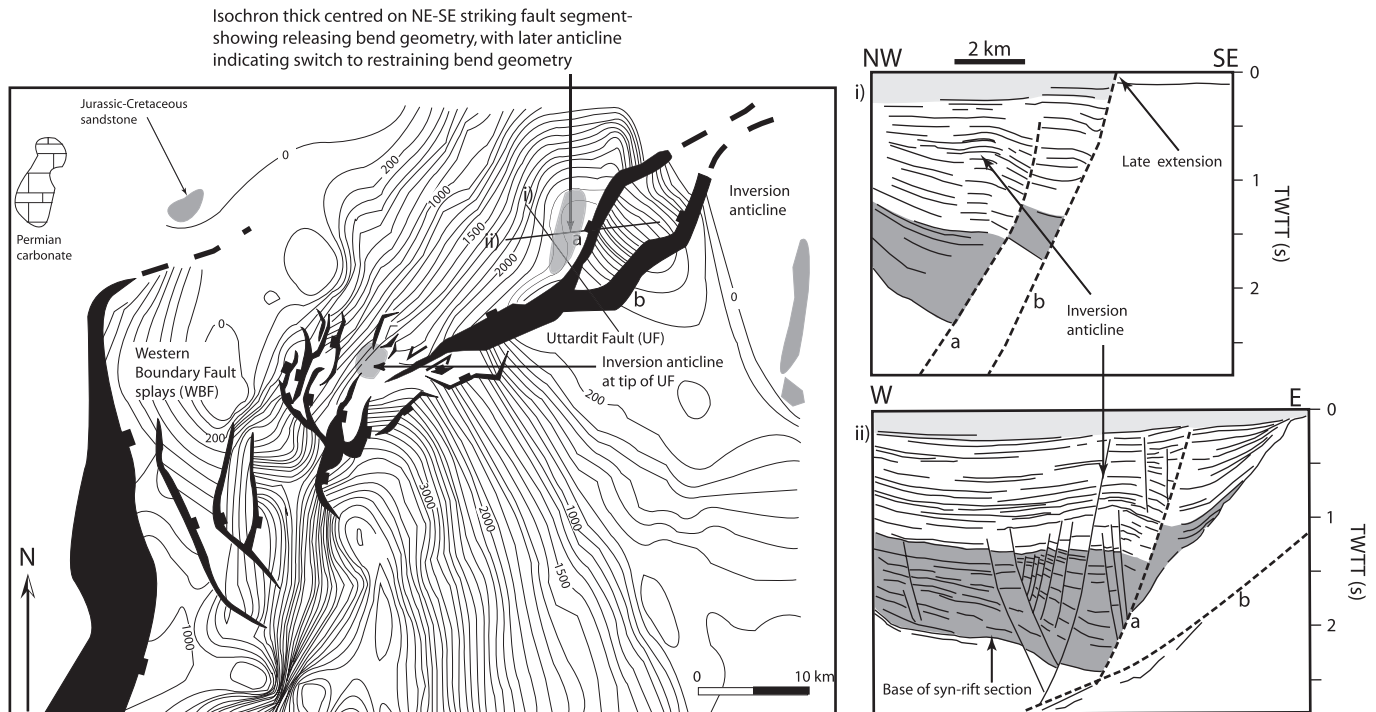 Isochron thick centred on NE-SE striking fault segment-
showing releasing bend geometry, with later anticline
indicating switch to restraining bend geometry
Jurassic-Cretaceous
sandstone
Permian
carbonate
0
200
1000
1500
2000
i)
ii)
a
b
Inversion
anticline
0
0
Western
Boundary Fault
splays (WBF)
200
Uttardit Fault (UF)
Inversion anticline
at tip of UF
200
3000
2000
1000
1500
1000
N
0
10 km
NW
2 km
SE
i)
0
Late extension
1
TWTT (s)
2
b
a
Inversion
anticline
W
E
ii)
0
1
TWTT (s)
b
a
2
Base of syn-rift section